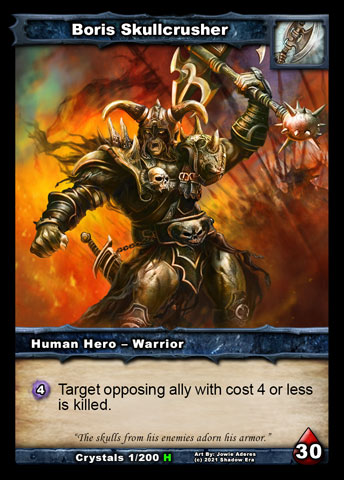 Boris Skullcrusher
Human Hero – Warrior
4 Target opposing ally with cost 4 or less
is killed.
"The skulls from his enemies adorn his armor."
Crystals 1/200 H
Art By: Jowie Aderes
(c) 2021 Shadow Era
30